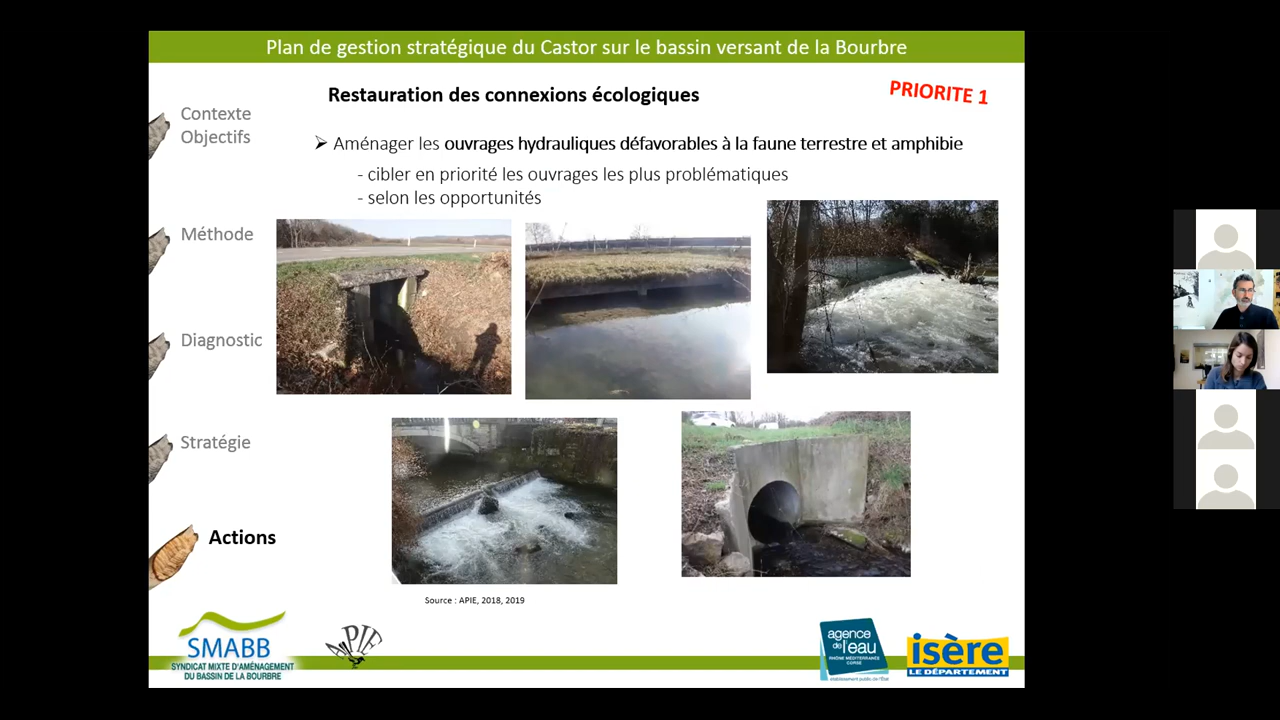 Plan de gestion stratégique du Castor sur le bassin versant de la Bourbre
Restauration des connexions écologiques
PRIORITE 1
Contexte
Objectifs
Méthode
Diagnostic
Stratégie
Actions
➢ Aménager les ouvrages hydrauliques défavorables à la faune terrestre et amphibie
- cibler en priorité les ouvrages les plus problématiques
- selon les opportunités
Source : APIE, 2018, 2019
SMABB
SYNDICAT MIXTE D'AMÉNAGEMENT
DU BASSIN DE LA BOURBRE
APIE
agence
de l'eau
RHÔNE MÉDITERRANÉE
CORSE
établissement public de l'État
isère
LE DÉPARTEMENT